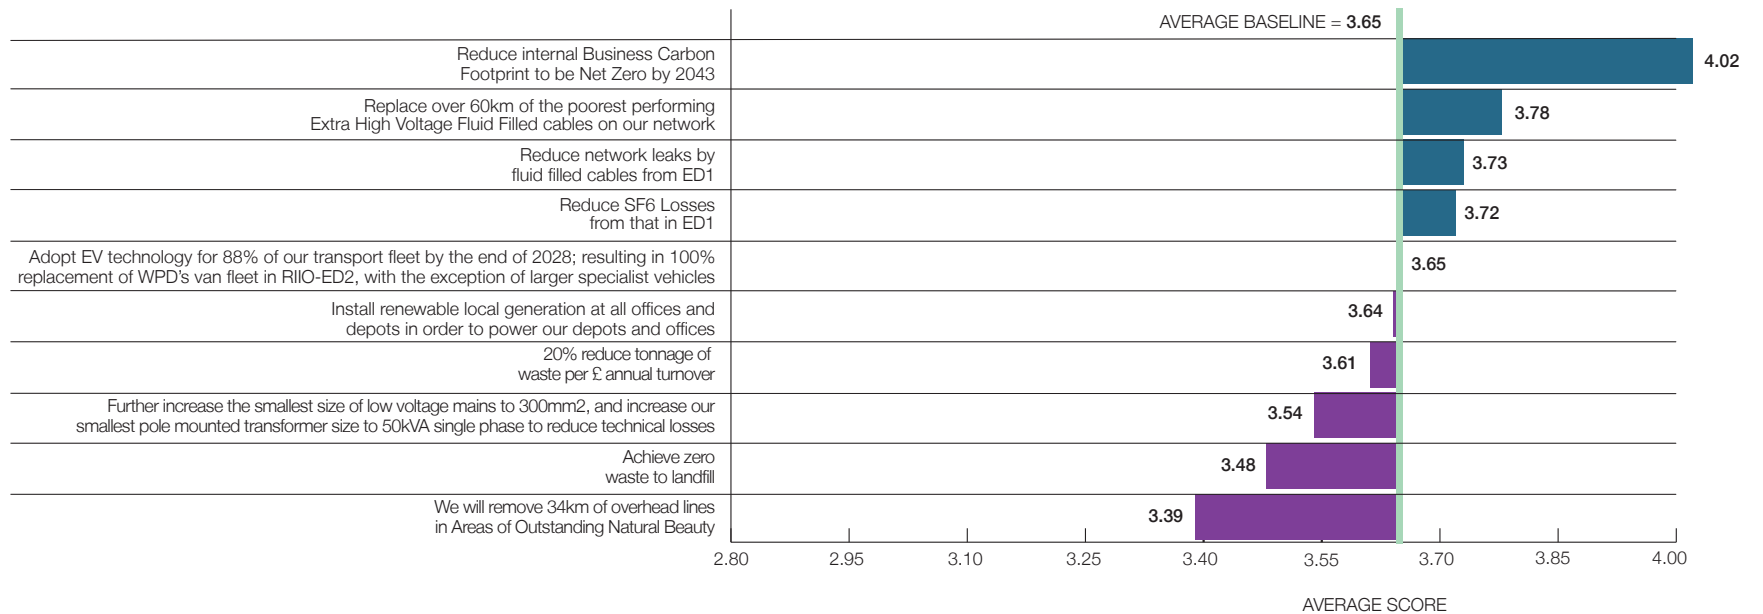 AVERAGE BASELINE = 3.65
Reduce internal Business Carbon
Footprint to be Net Zero by 2043
4.02
Replace over 60km of the poorest performing
Extra High Voltage Fluid Filled cables on our network
3.78
Reduce network leaks by
fluid filled cables from ED1
3.73
Reduce SF6 Losses
from that in ED1
3.72
Adopt EV technology for 88% of our transport fleet by the end of 2028; resulting in 100%
replacement of WPD's van fleet in RIIO-ED2, with the exception of larger specialist vehicles
3.65
Install renewable local generation at all offices and
depots in order to power our depots and offices
3.64
20% reduce tonnage of
waste per £ annual turnover
3.61
Further increase the smallest size of low voltage mains to 300mm2, and increase our
smallest pole mounted transformer size to 50kVA single phase to reduce technical losses
3.54
Achieve zero
waste to landfill
3.48
We will remove 34km of overhead lines
in Areas of Outstanding Natural Beauty
3.39
2.80 2.95 3.10 3.25 3.40 3.55 3.70 3.85 4.00
AVERAGE SCORE